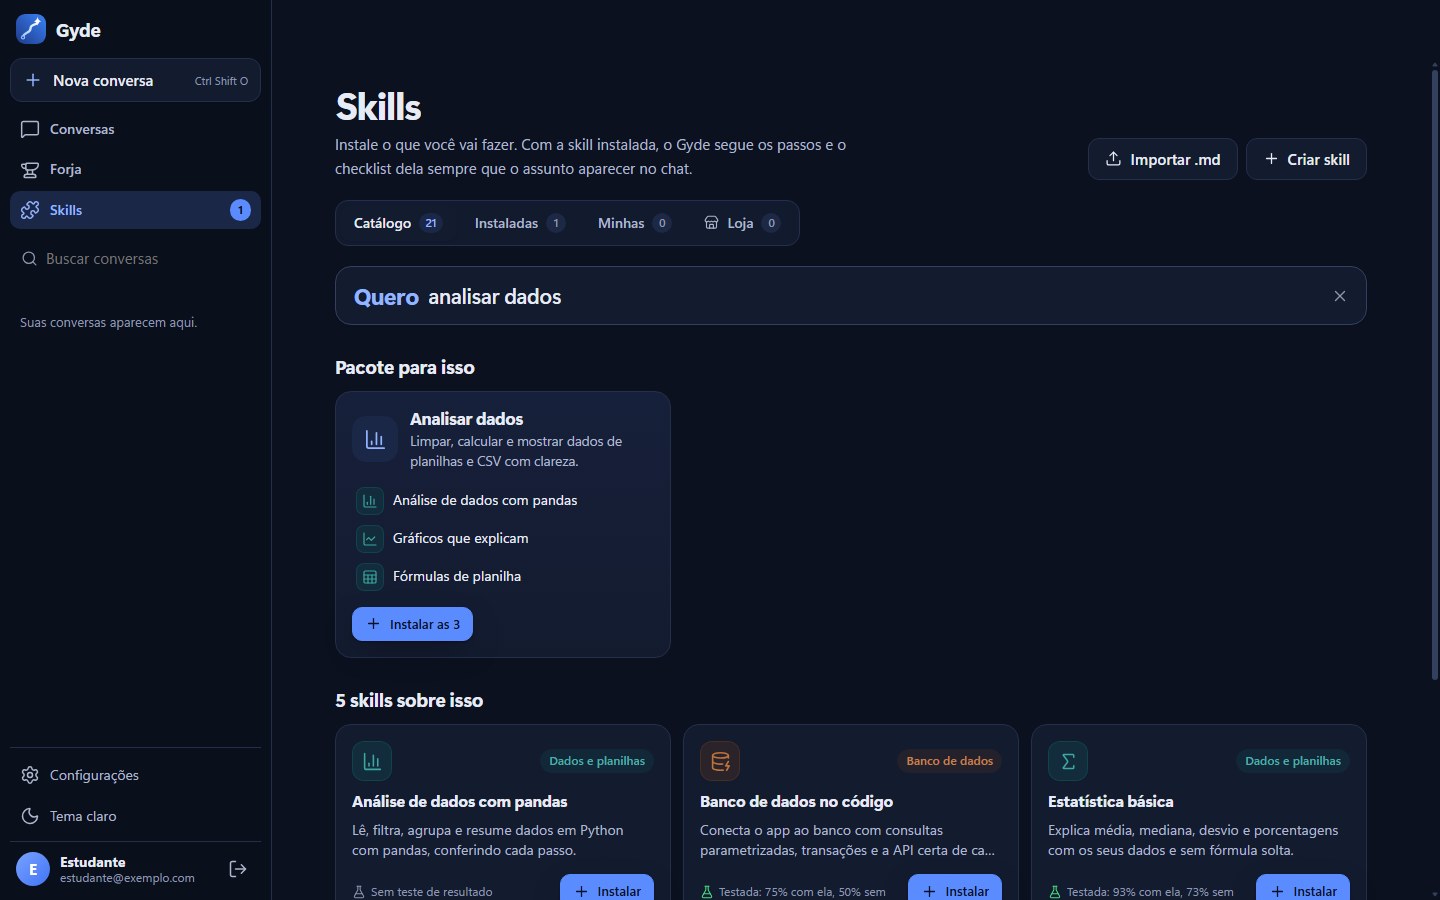 Gyde
Nova conversa Ctrl Shift O
Conversas
Forja
Skills 1
Buscar conversas
Suas conversas aparecem aqui.
Configurações
Tema claro
E
Estudante
estudante@exemplo.com
Skills
Instale o que você vai fazer. Com a skill instalada, o Gyde segue os passos e o
checklist dela sempre que o assunto aparecer no chat.
Importar .md
Criar skill
Catálogo 21 Instaladas 1 Minhas 0 Loja 0
Quero analisar dados
Pacote para isso
Analisar dados
Limpar, calcular e mostrar dados de
planilhas e CSV com clareza.
Análise de dados com pandas
Gráficos que explicam
Fórmulas de planilha
Instalar as 3
5 skills sobre isso
Dados e planilhas
Análise de dados com pandas
Lê, filtra, agrupa e resume dados em Python
com pandas, conferindo cada passo.
Sem teste de resultado
Instalar
Banco de dados
Banco de dados no código
Conecta o app ao banco com consultas
parametrizadas, transações e a API certa de ca...
Testada: 75% com ela, 50% sem
Instalar
Dados e planilhas
Estatística básica
Explica média, mediana, desvio e porcentagens
com os seus dados e sem fórmula solta.
Testada: 93% com ela, 73% sem
Instalar